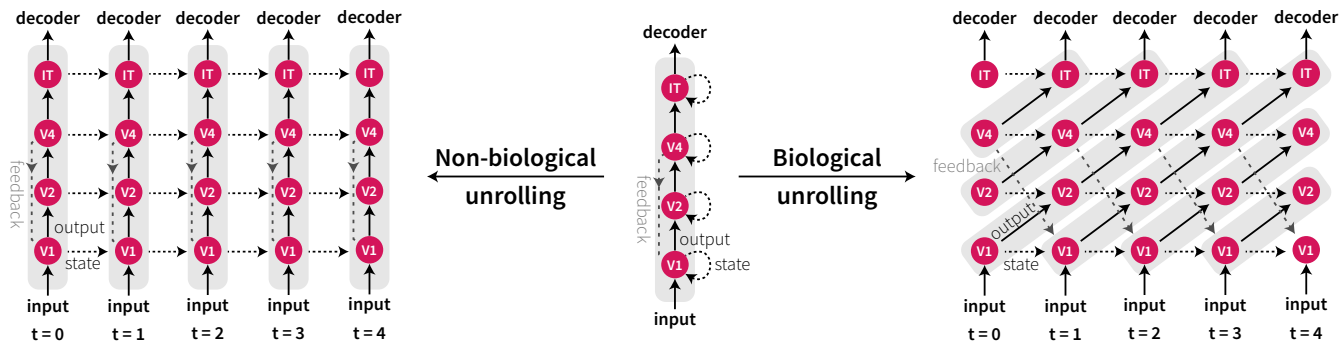 decoder decoder decoder decoder decoder
IT IT IT IT IT
V4 V4 V4 V4 V4
feedback
V2 V2 V2 V2 V2
output
V1 V1 V1 V1 V1
state
input input input input input
t = 0 t = 1 t = 2 t = 3 t = 4
Non-biological
unrolling
decoder
IT
V4
feedback
V2
output
V1
state
input
Biological
unrolling
decoder decoder decoder decoder decoder
IT IT IT IT IT
V4 V4 V4 V4 V4
feedback
V2 V2 V2 V2 V2
output
V1 V1 V1 V1 V1
state
input input input input input
t = 0 t = 1 t = 2 t = 3 t = 4